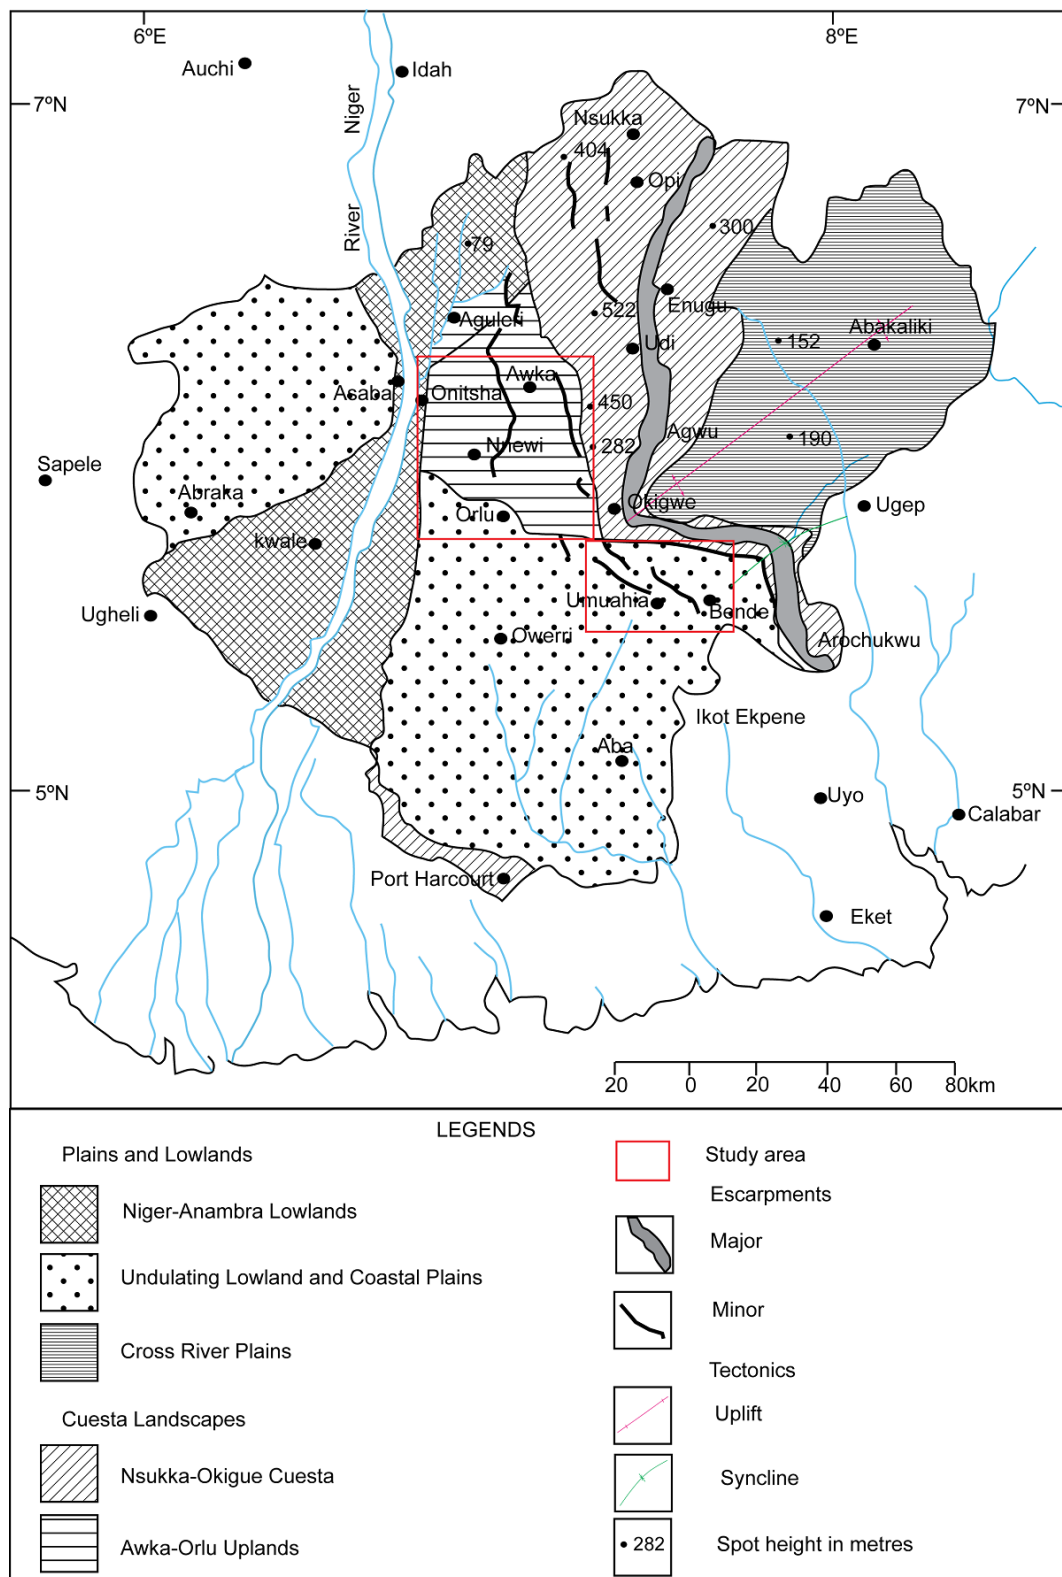 6ºE
8ºE
Auchi
Idah
7ºN
7ºN
Niger
Nsukka
404
Opi
River
79
300
Enugu
522
Aguleri
Udi
152
Abakaliki
Awka
Asaba
Onitsha
450
Agwu
190
Nnewi
282
Sapele
Abraka
Orlu
Okigwe
Ugep
kwale
Umuahia
Bende
Ugheli
Owerri
Arochukwu
Ikot Ekpene
Aba
5ºN
5ºN
Uyo
Calabar
Port Harcourt
Eket
20 0 20 40 60 80km
LEGENDS
Plains and Lowlands
Niger-Anambra Lowlands
Undulating Lowland and Coastal Plains
Cross River Plains
Cuesta Landscapes
Nsukka-Okigue Cuesta
Awka-Orlu Uplands
Study area
Escarpments
Major
Minor
Tectonics
Uplift
Syncline
282
Spot height in metres